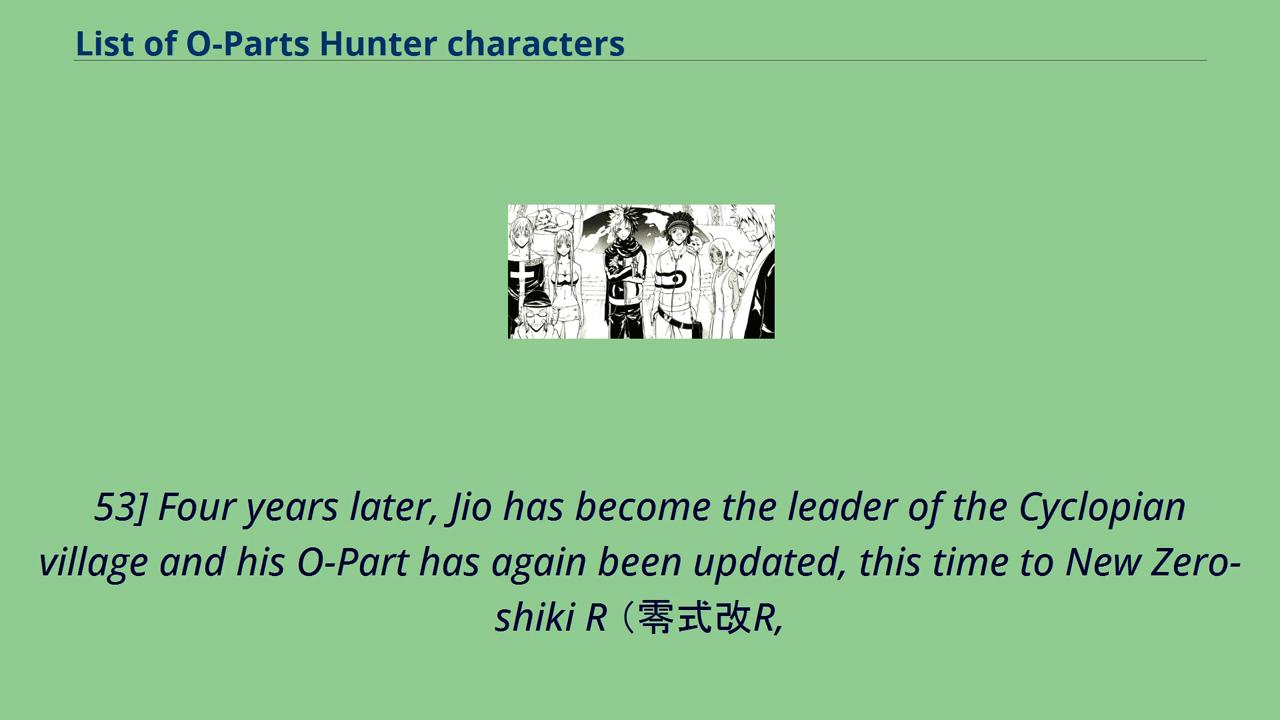 List of O-Parts Hunter characters
53] Four years later, Jio has become the leader of the Cyclopian
village and his O-Part has again been updated, this time to New Zero-
shiki R （零式改R,